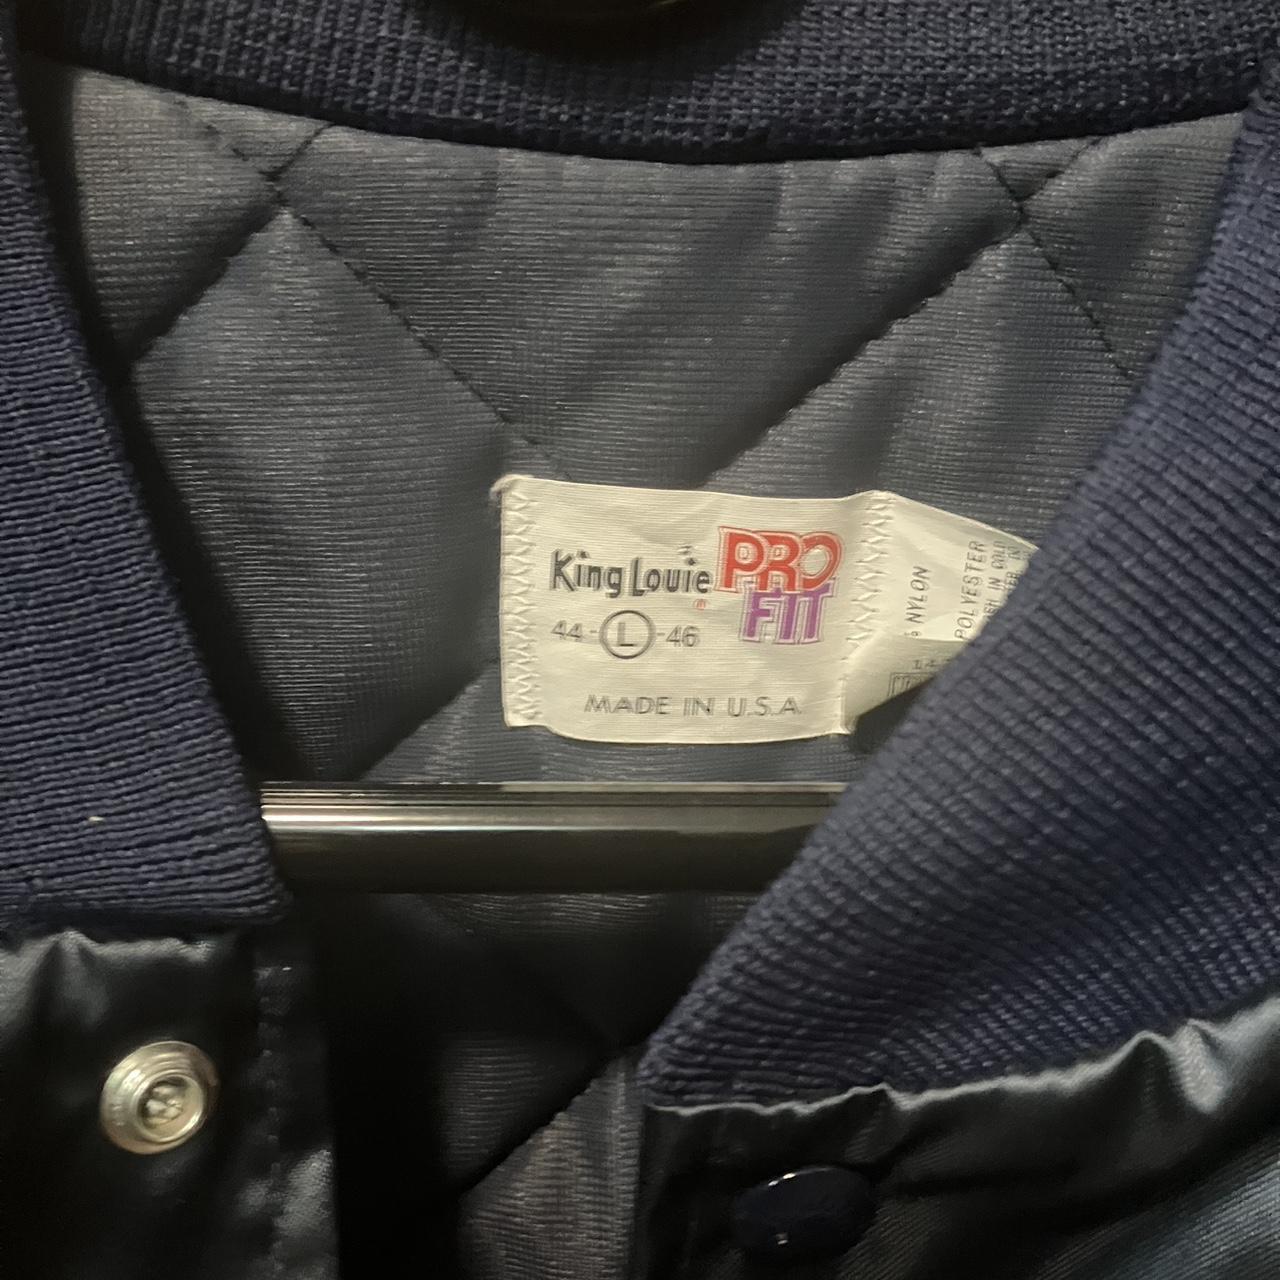 King Louie® PRO
FIT
44-L-46
MADE IN U.S.A.
NYLON
POLYESTER